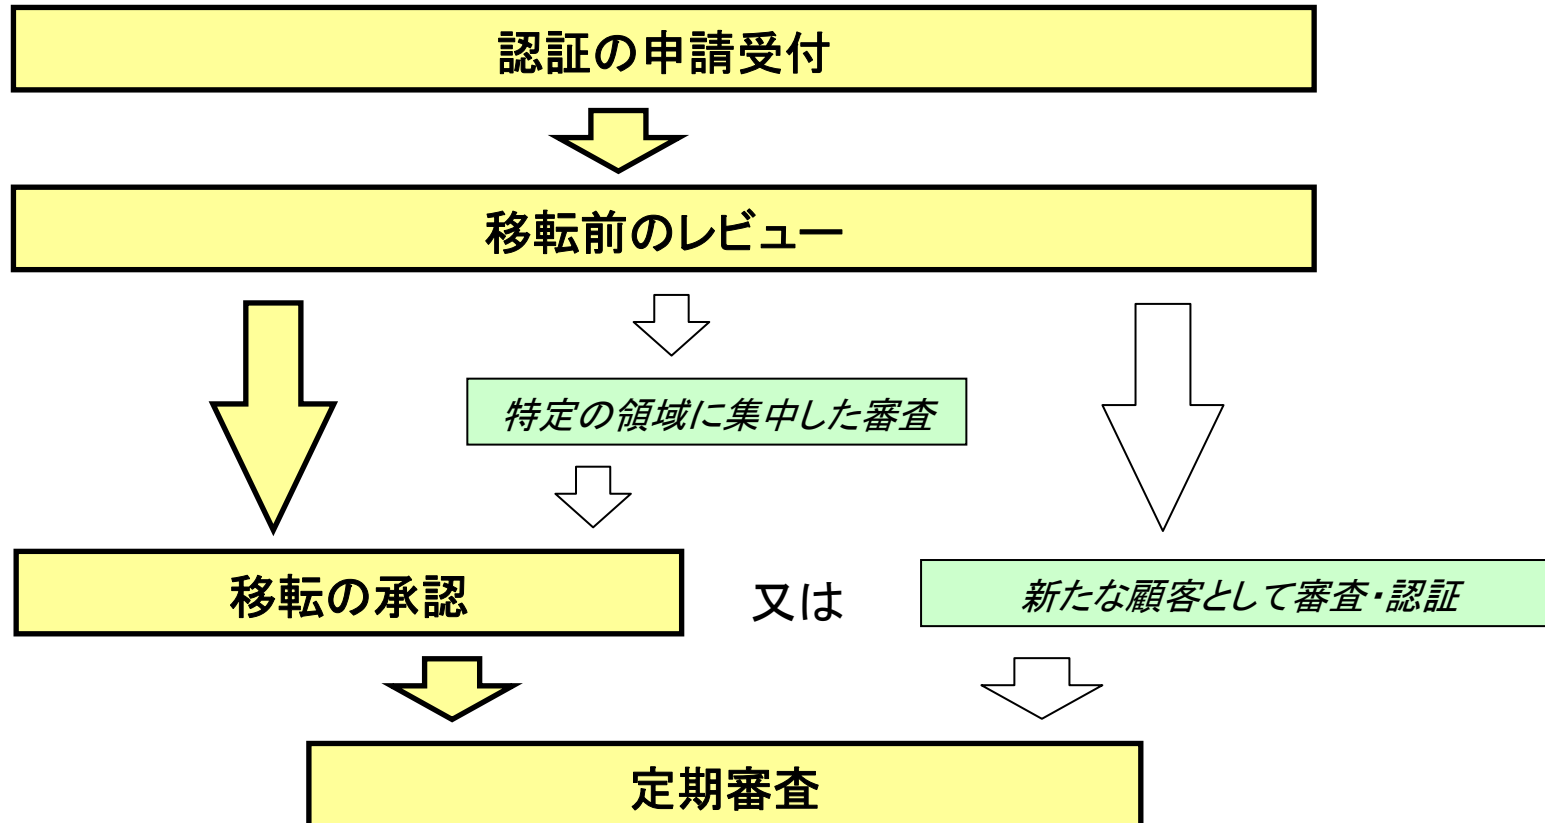 認証の申請受付
移転前のレビュー
特定の領域に集中した審査
移転の承認
又は
新たな顧客として審査・認証
定期審査